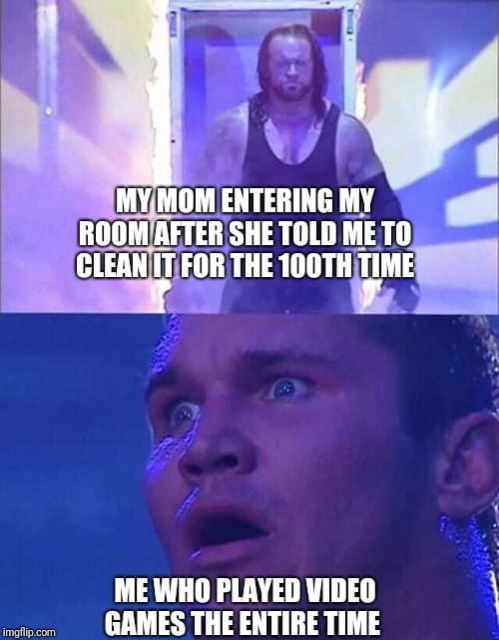 MY MOM ENTERING MY
ROOM AFTER SHE TOLD ME TO
CLEAN IT FOR THE 100TH TIME
ME WHO PLAYED VIDEO
GAMES THE ENTIRE TIME
imgflip.com